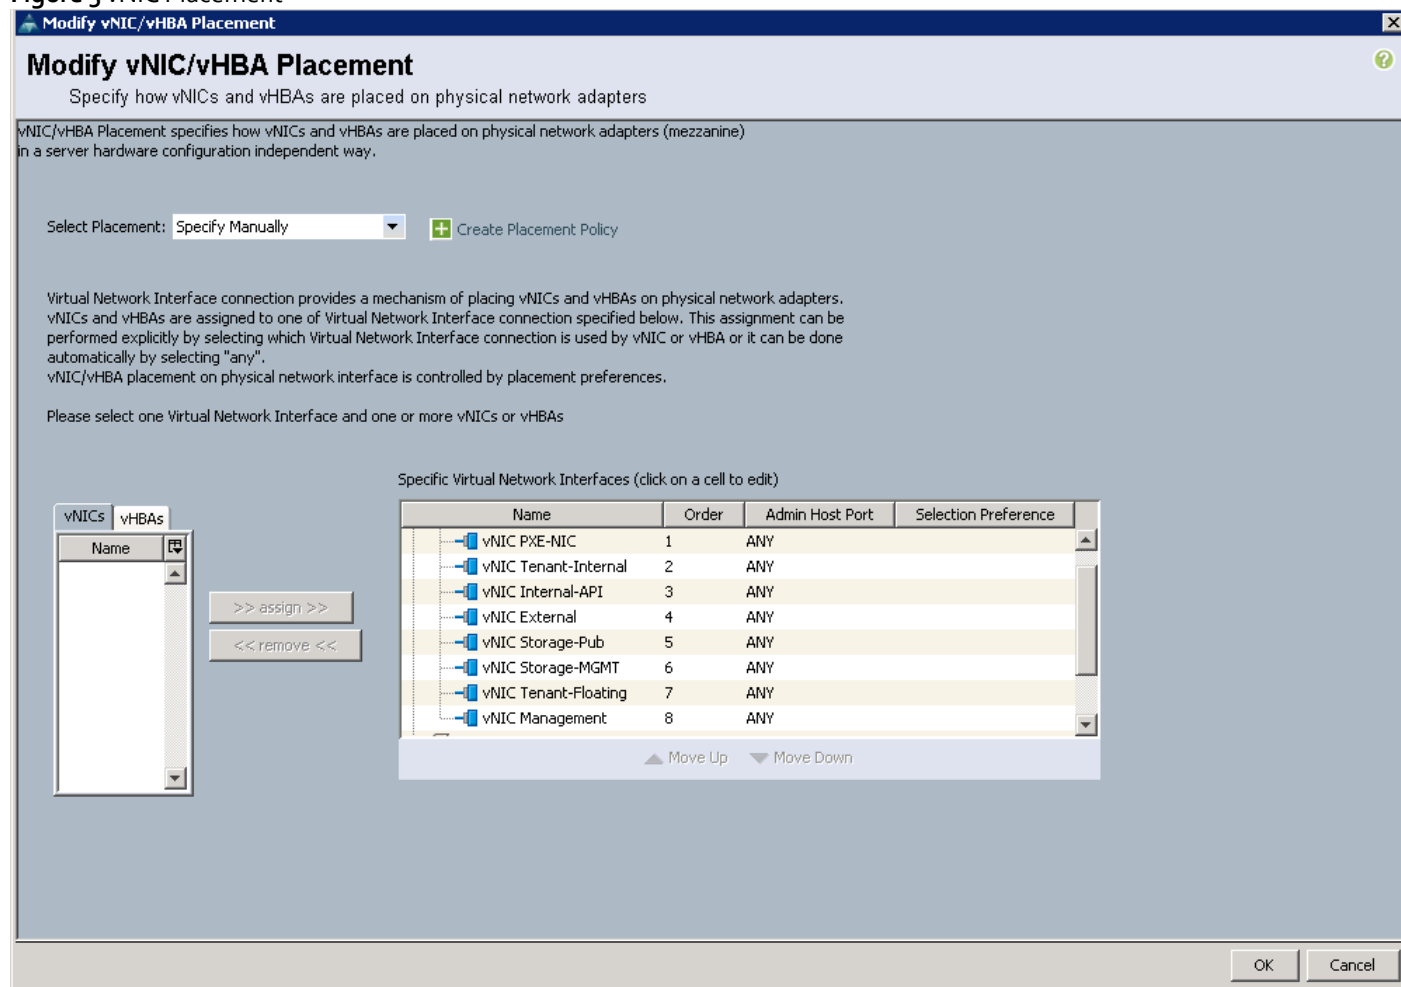 Figure 5 vNIC Placement
Modify vNIC/vHBA Placement
Modify vNIC/vHBA Placement
Specify how vNICs and vHBAs are placed on physical network adapters
vNIC/vHBA Placement specifies how vNICs and vHBAs are placed on physical network adapters (mezzanine)
in a server hardware configuration independent way.
Select Placement: Specify Manually
Create Placement Policy
Virtual Network Interface connection provides a mechanism of placing vNICs and vHBAs on physical network adapters.
vNICs and vHBAs are assigned to one of Virtual Network Interface connection specified below. This assignment can be
performed explicitly by selecting which Virtual Network Interface connection is used by vNIC or vHBA or it can be done
automatically by selecting "any".
vNIC/vHBA placement on physical network interface is controlled by placement preferences.
Please select one Virtual Network Interface and one or more vNICs or vHBAs
Specific Virtual Network Interfaces (click on a cell to edit)
vNICs vHBAs
Name
>> assign >>
<< remove <<
Name Order Admin Host Port Selection Preference
vNIC PXE-NIC 1 ANY
vNIC Tenant-Internal 2 ANY
vNIC Internal-API 3 ANY
vNIC External 4 ANY
vNIC Storage-Pub 5 ANY
vNIC Storage-MGMT 6 ANY
vNIC Tenant-Floating 7 ANY
vNIC Management 8 ANY
Move Up Move Down
OK Cancel